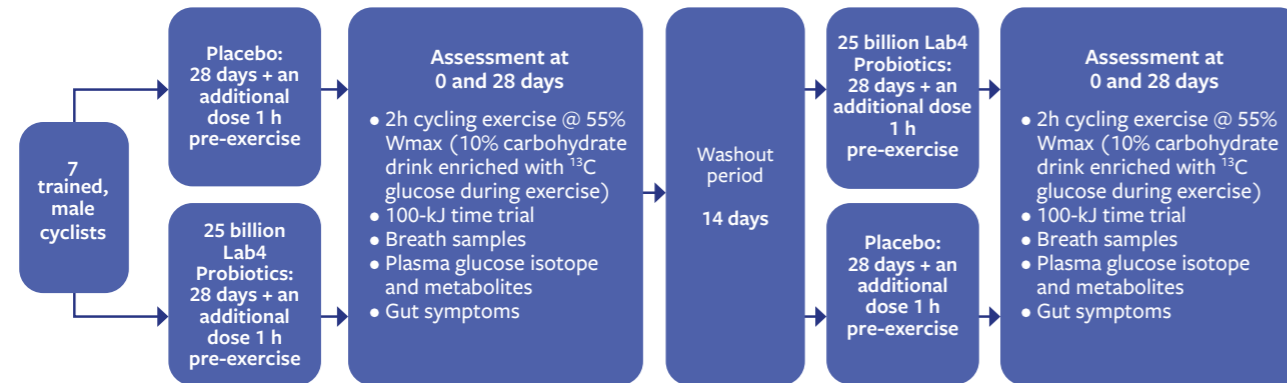 7
trained,
male
cyclists
Placebo:
28 days + an
additional
dose 1 h
pre-exercise
25 billion
Lab4
Probiotics:
28 days + an
additional
dose 1 h
pre-exercise
Assessment at
0 and 28 days
● 2h cycling exercise @ 55%
Wmax (10% carbohydrate
drink enriched with ¹³C
glucose during exercise)
● 100-kJ time trial
● Breath samples
● Plasma glucose isotope
and metabolites
● Gut symptoms
Washout
period
14 days
25 billion Lab4
Probiotics:
28 days + an
additional dose
1 h
pre-exercise
Placebo:
28 days + an
additional
dose 1 h
pre-exercise
Assessment at
0 and 28 days
● 2h cycling exercise @ 55%
Wmax (10% carbohydrate
drink enriched with ¹³C
glucose during exercise)
● 100-kJ time trial
● Breath samples
● Plasma glucose isotope
and metabolites
● Gut symptoms